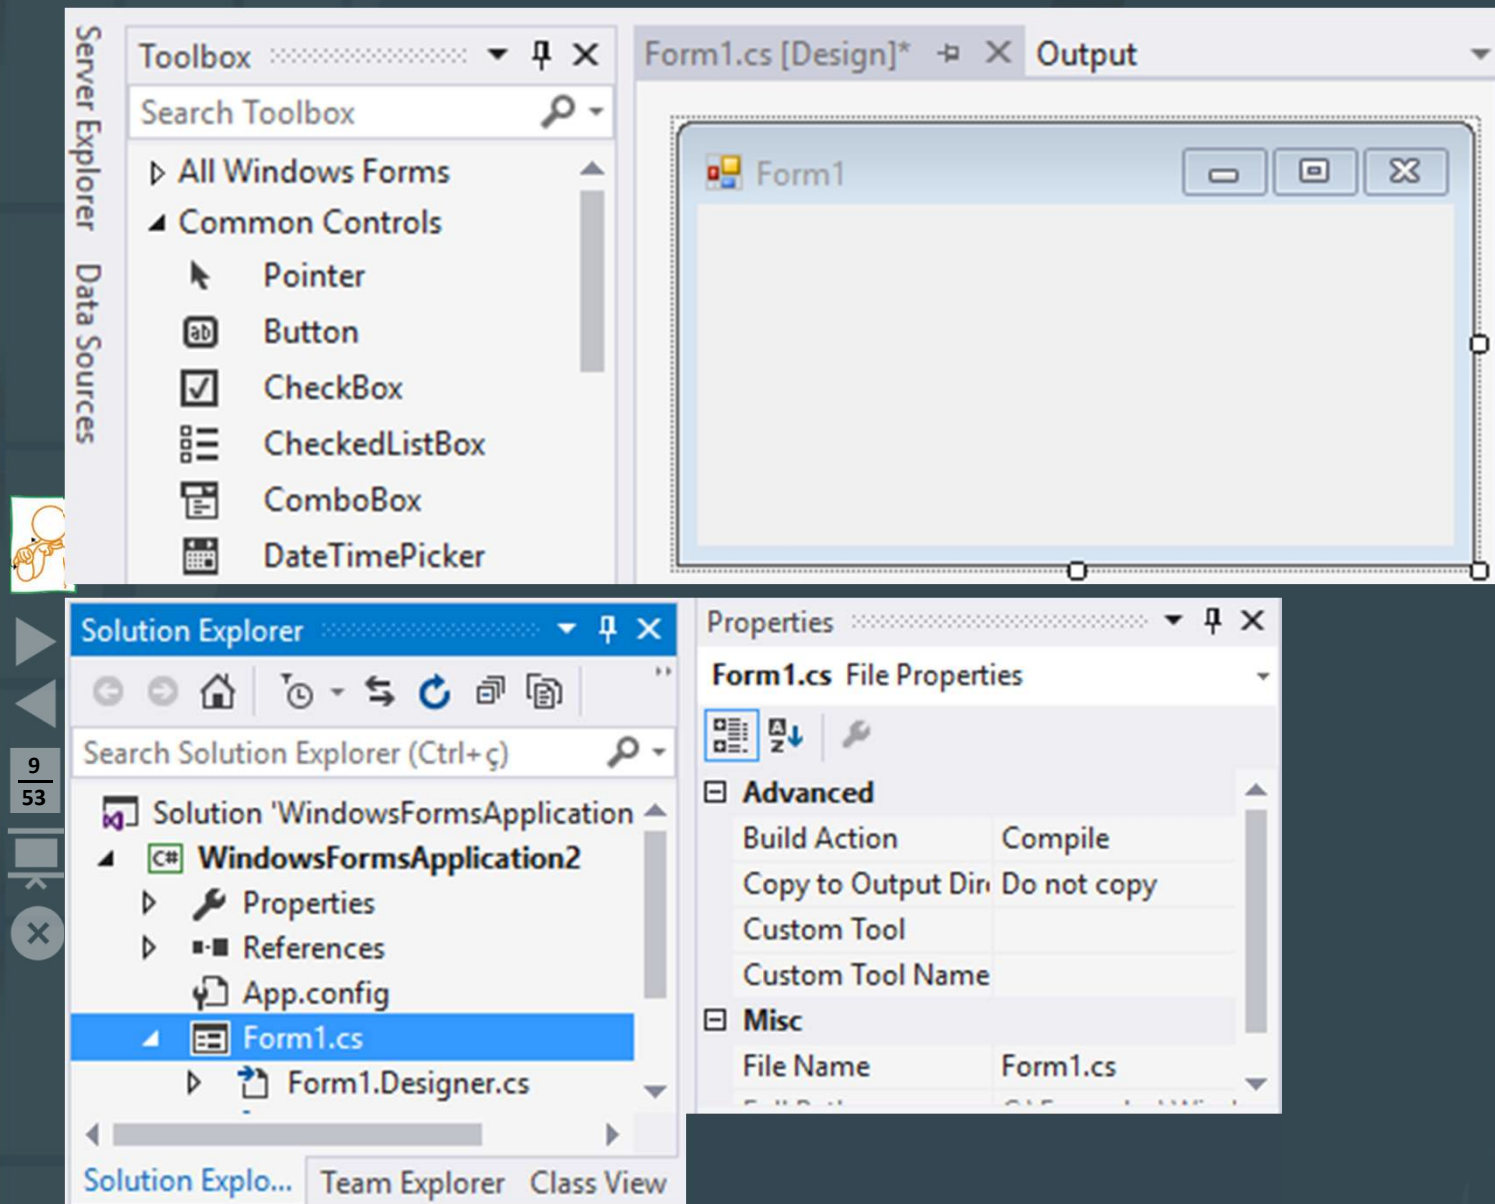 Server Explorer
Data Sources
Toolbox
Search Toolbox
All Windows Forms
Common Controls
Pointer
Button
CheckBox
CheckedListBox
ComboBox
DateTimePicker
Form1.cs [Design]*
Output
Form1
9
53
Solution Explorer
Search Solution Explorer (Ctrl+ç)
Solution 'WindowsFormsApplication
C# WindowsFormsApplication2
Properties
References
App.config
Form1.cs
Form1.Designer.cs
Solution Explo... Team Explorer Class View
Properties
Form1.cs File Properties
Advanced
Build Action Compile
Copy to Output Dir Do not copy
Custom Tool
Custom Tool Name
Misc
File Name Form1.cs